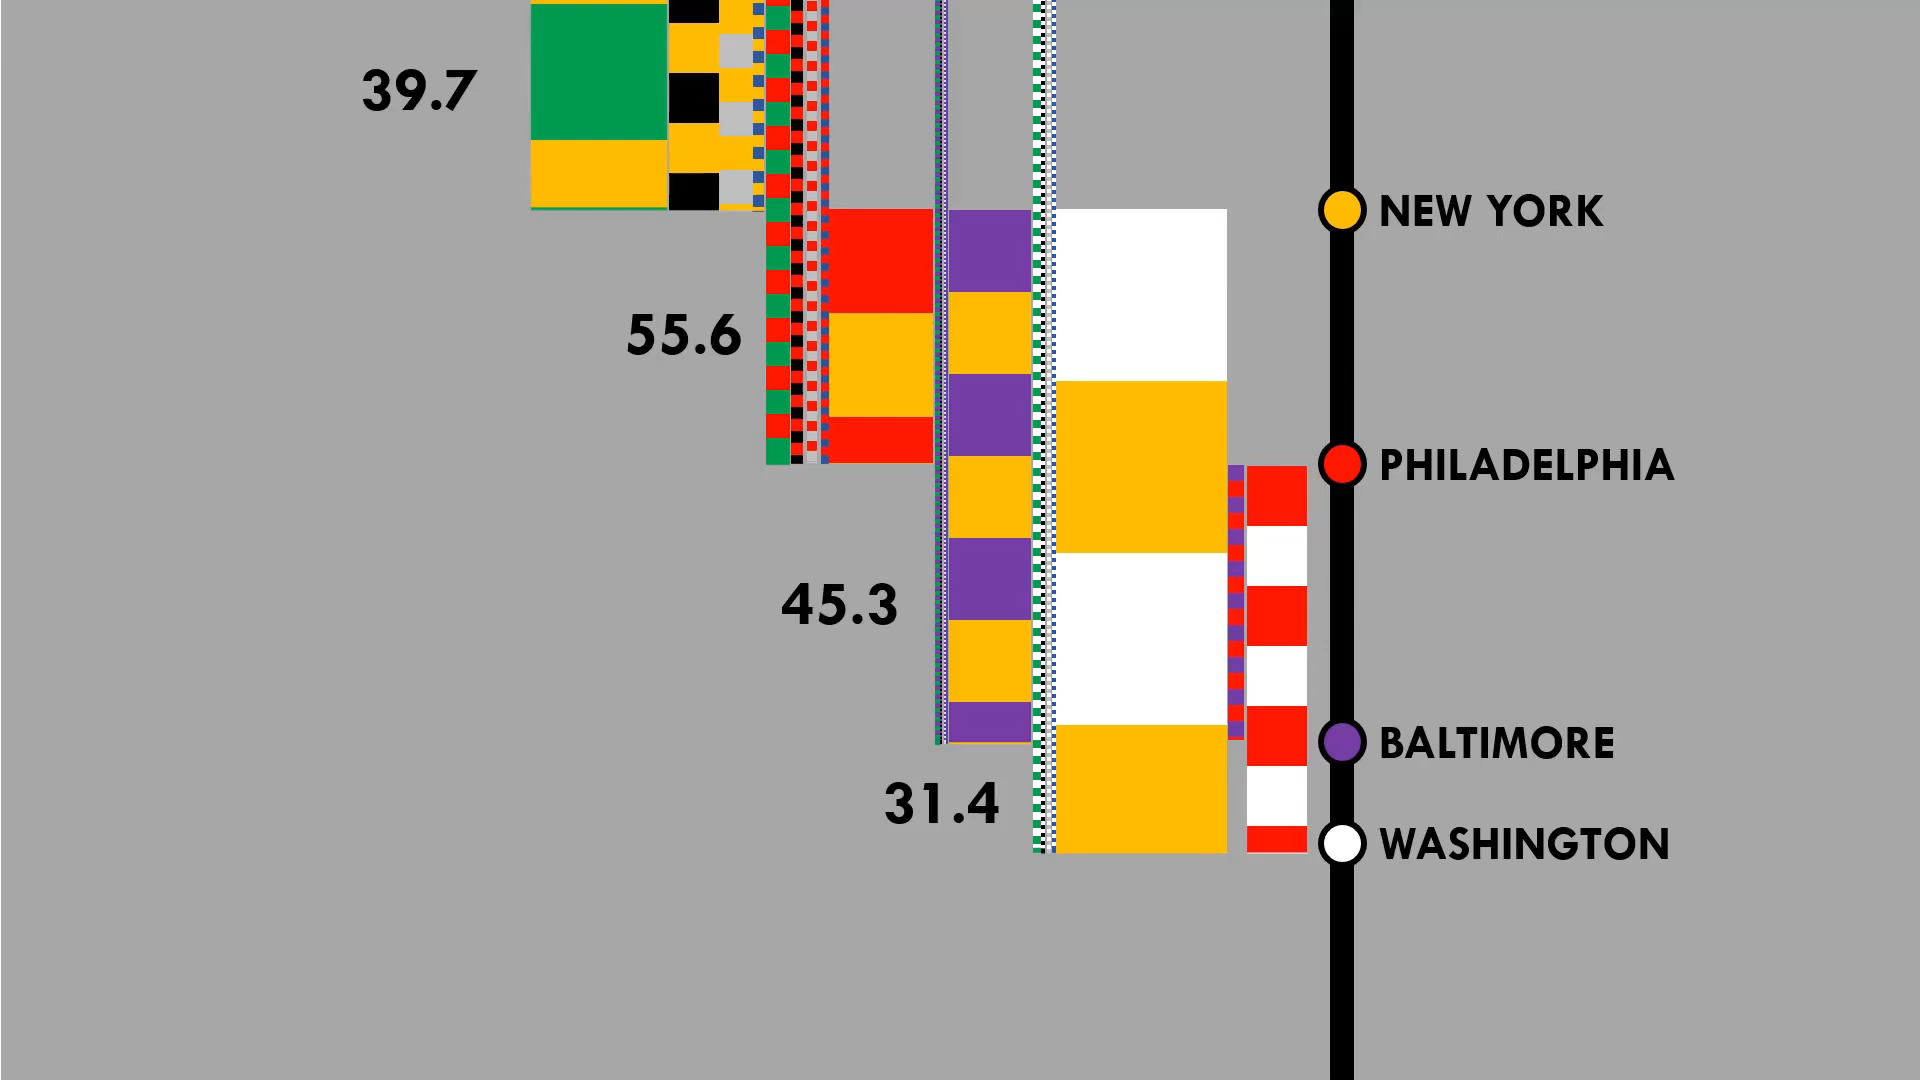 39.7
NEW YORK
55.6
PHILADELPHIA
45.3
BALTIMORE
31.4
WASHINGTON